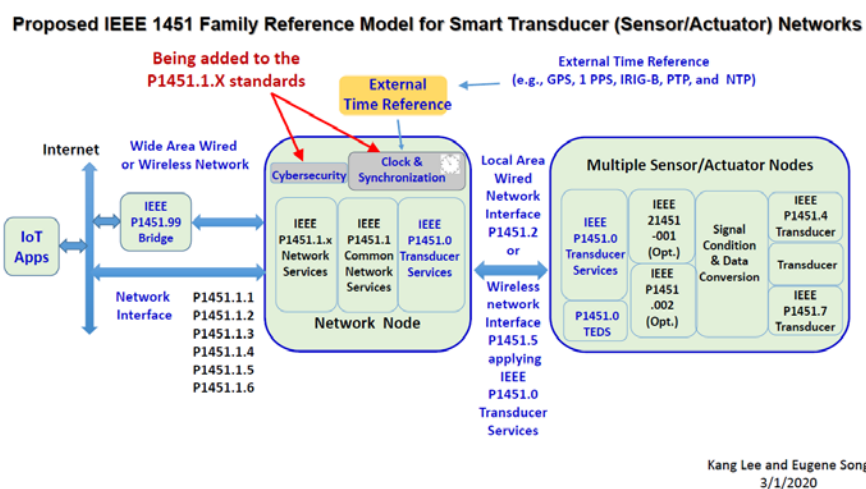 Proposed IEEE 1451 Family Reference Model for Smart Transducer (Sensor/Actuator) Networks
Being added to the
P1451.1.X standards
External
Time Reference
External Time Reference
(e.g., GPS, 1 PPS, IRIG-B, PTP, and NTP)
Internet
Wide Area Wired
or Wireless Network
IoT
Apps
IEEE
P1451.99
Bridge
Network
Interface
P1451.1.1
P1451.1.2
P1451.1.3
P1451.1.4
P1451.1.5
P1451.1.6
Cybersecurity
Clock &
Synchronization
IEEE
P1451.1.x
Network
Services
IEEE
P1451.1
Common
Network
Services
IEEE
P1451.0
Transducer
Services
Network Node
Local Area
Wired
Network
Interface
P1451.2
or
Wireless
network
Interface
P1451.5
applying
IEEE
P1451.0
Transducer
Services
Multiple Sensor/Actuator Nodes
IEEE
P1451.0
Transducer
Services
P1451.0
TEDS
IEEE
21451
-001
(Opt.)
IEEE
P1451
.002
(Opt.)
Signal
Condition
& Data
Conversion
IEEE
P1451.4
Transducer
Transducer
IEEE
P1451.7
Transducer
Kang Lee and Eugene Song
3/1/2020